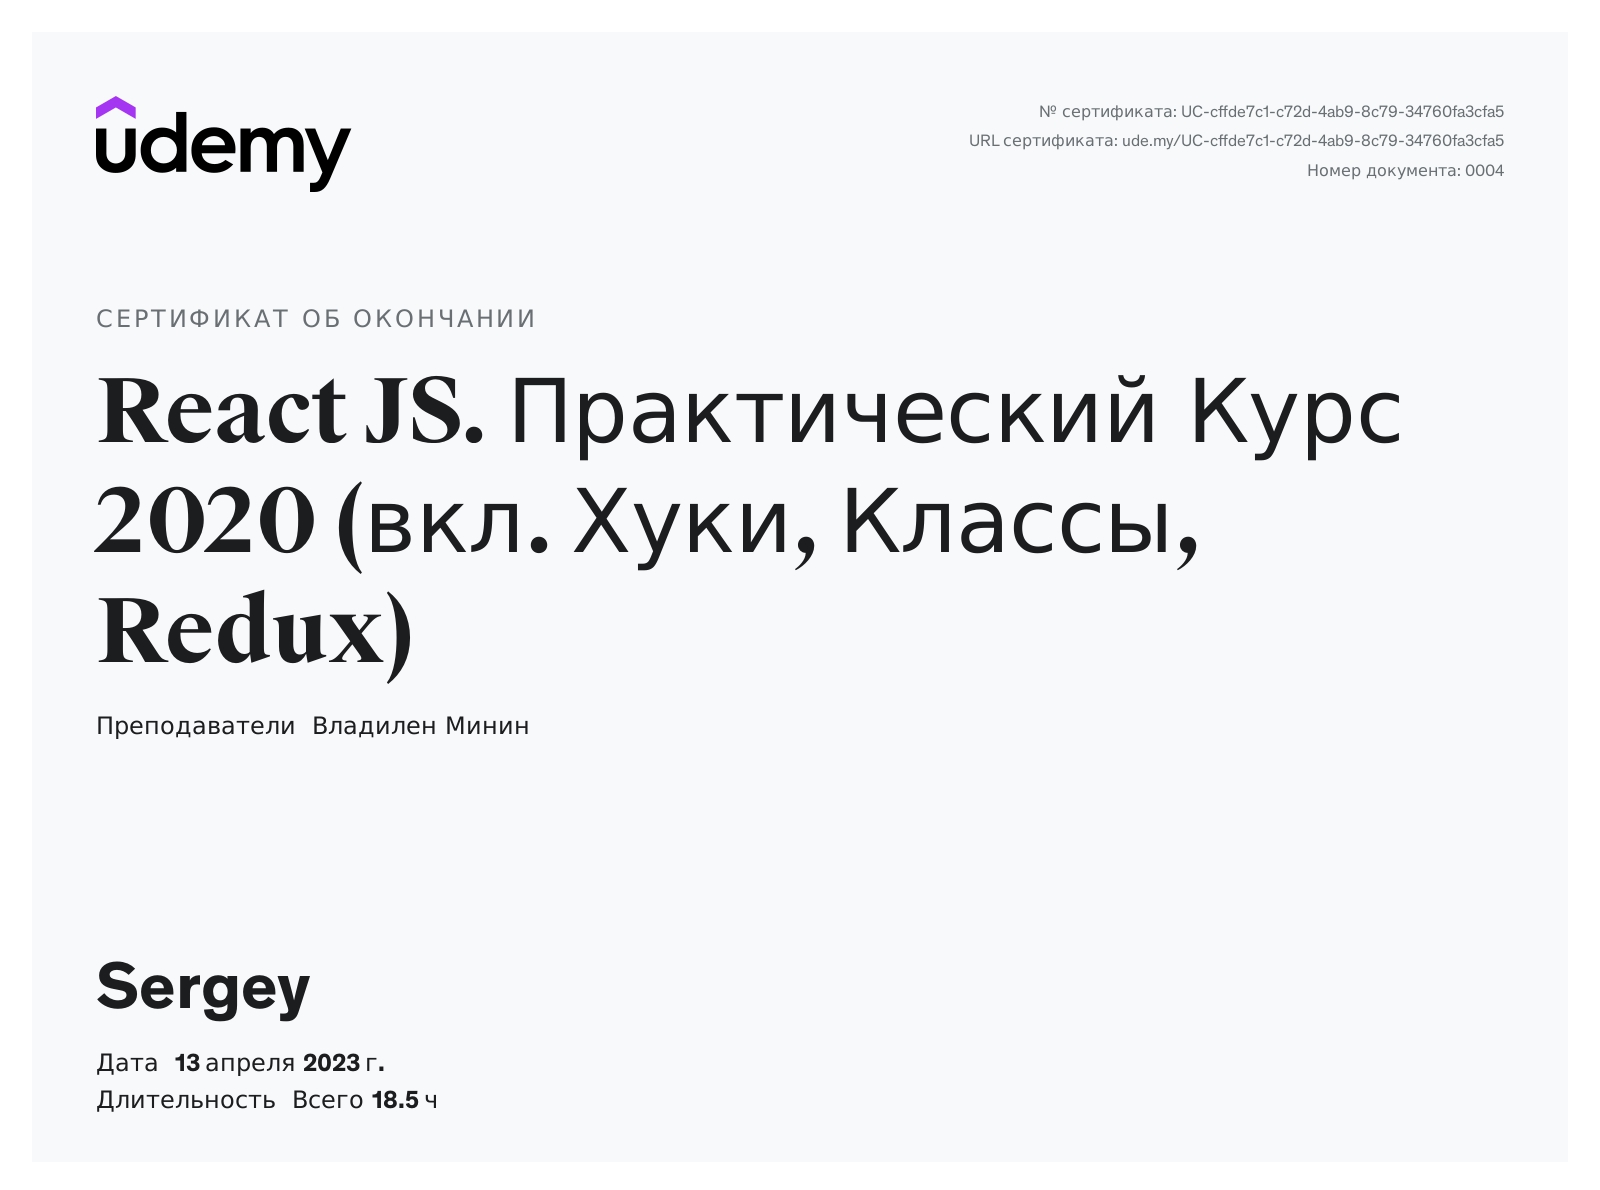 udemy
№ сертификата: UC-cffde7c1-c72d-4ab9-8c79-34760fa3cfa5
URL сертификата: ude.my/UC-cffde7c1-c72d-4ab9-8c79-34760fa3cfa5
Номер документа: 0004
СЕРТИФИКАТ ОБ ОКОНЧАНИИ
React JS. Практический Курс
2020 (вкл. Хуки, Классы,
Redux)
Преподаватели Владилен Минин
Sergey
Дата 13 апреля 2023 г.
Длительность Всего 18.5 ч